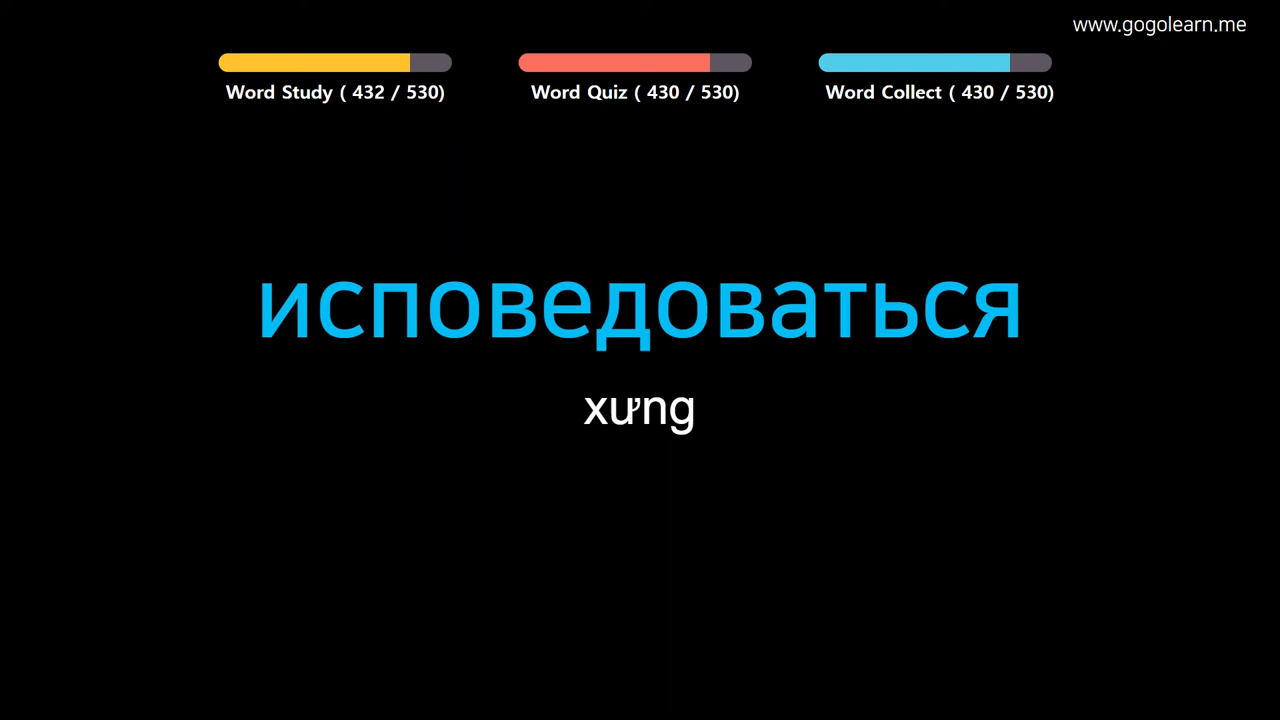 www.gogolearn.me
Word Study ( 432 / 530)
Word Quiz ( 430 / 530)
Word Collect ( 430 / 530)
исповедоваться
xưng